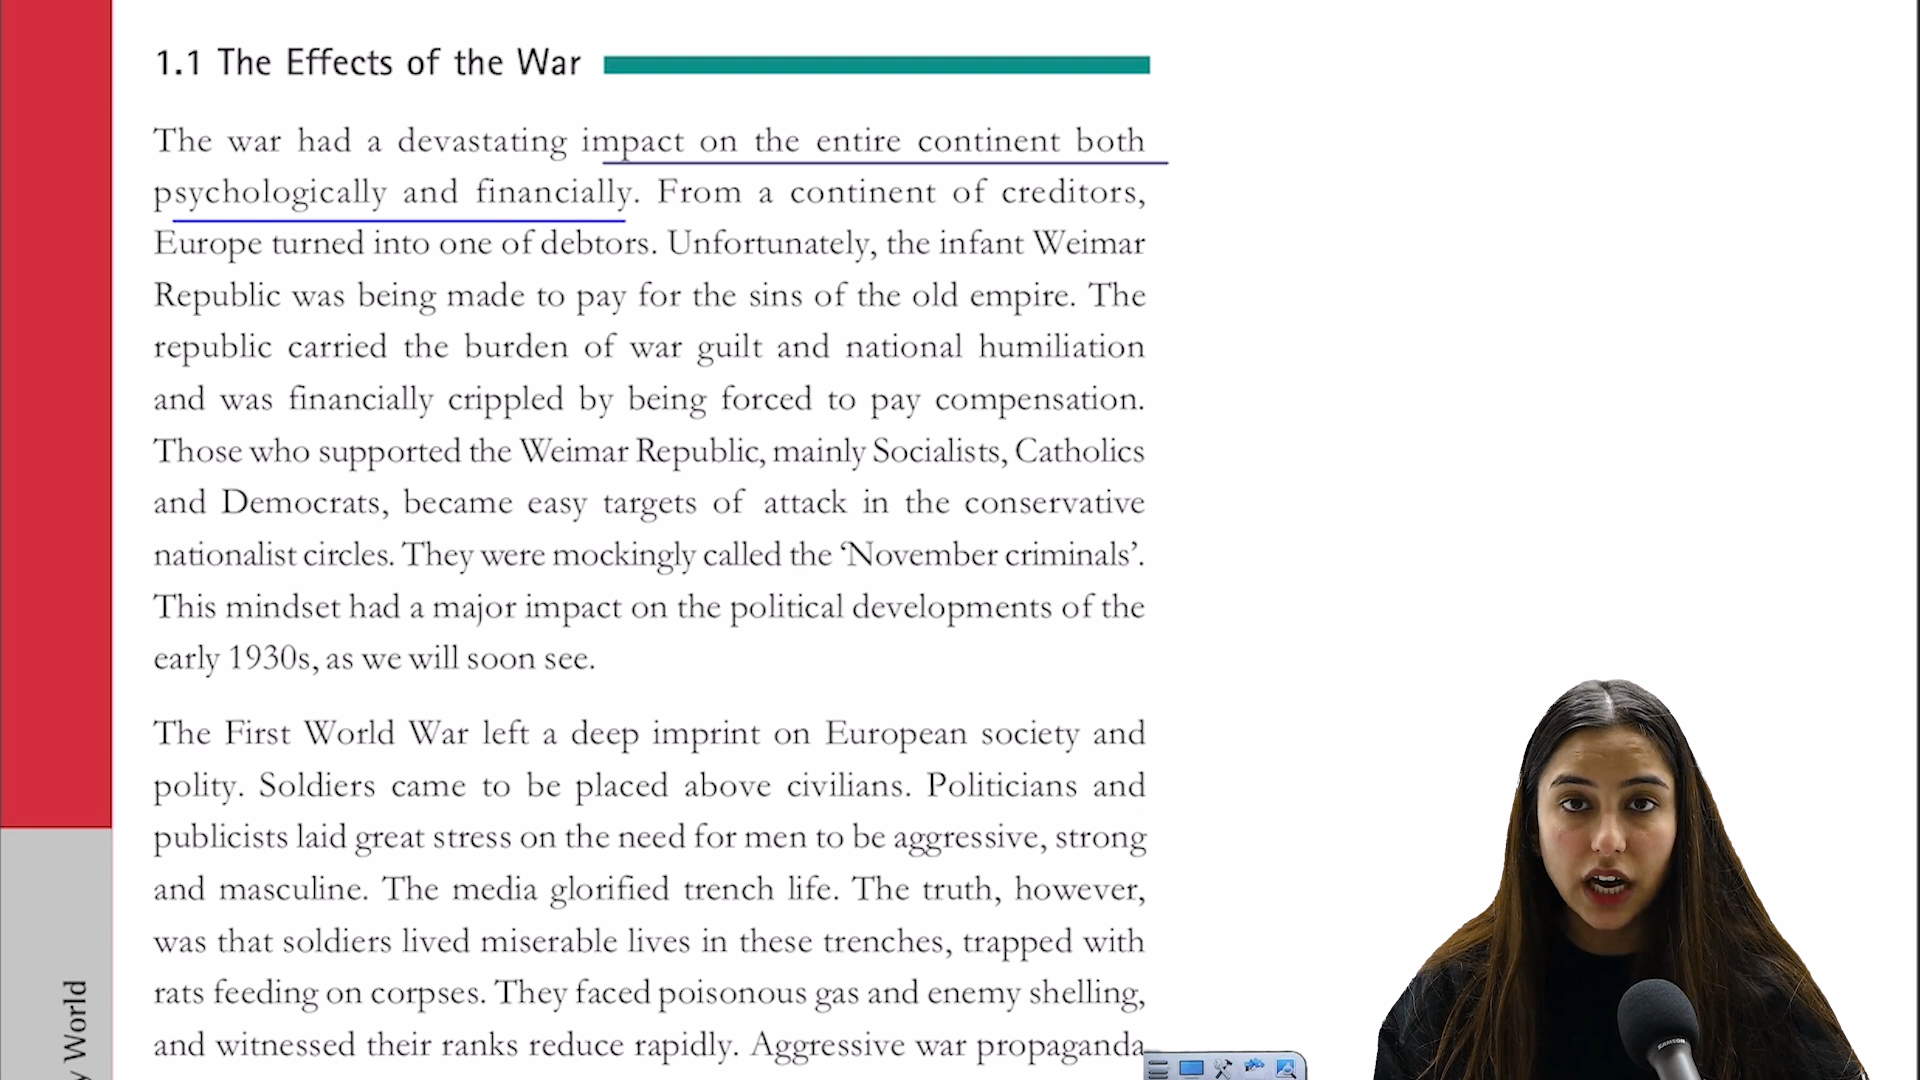 1.1 The Effects of the War
The war had a devastating impact on the entire continent both
psychologically and financially. From a continent of creditors,
Europe turned into one of debtors. Unfortunately, the infant Weimar
Republic was being made to pay for the sins of the old empire. The
republic carried the burden of war guilt and national humiliation
and was financially crippled by being forced to pay compensation.
Those who supported the Weimar Republic, mainly Socialists, Catholics
and Democrats, became easy targets of attack in the conservative
nationalist circles. They were mockingly called the ‘November criminals’.
This mindset had a major impact on the political developments of the
early 1930s, as we will soon see.
The First World War left a deep imprint on European society and
polity. Soldiers came to be placed above civilians. Politicians and
publicists laid great stress on the need for men to be aggressive, strong
and masculine. The media glorified trench life. The truth, however,
was that soldiers lived miserable lives in these trenches, trapped with
rats feeding on corpses. They faced poisonous gas and enemy shelling,
and witnessed their ranks reduce rapidly. Aggressive war propaganda
y World
SAMSON